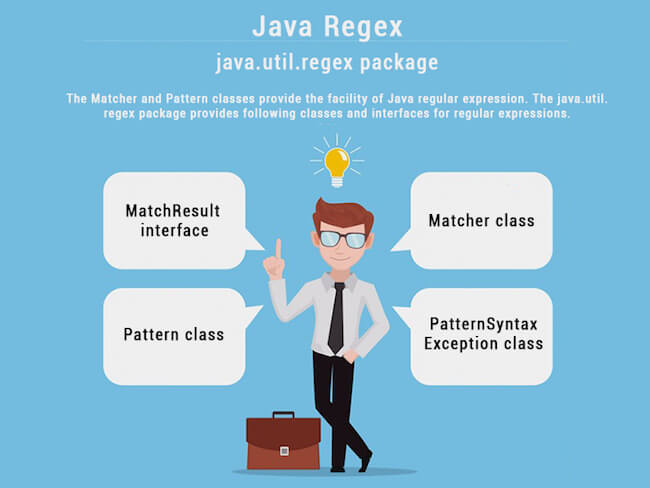 Java Regex
java.util.regex package
The Matcher and Pattern classes provide the facility of Java regular expression. The java.util.
regex package provides following classes and interfaces for regular expressions.
MatchResult
interface
Matcher class
Pattern class
PatternSyntax
Exception class